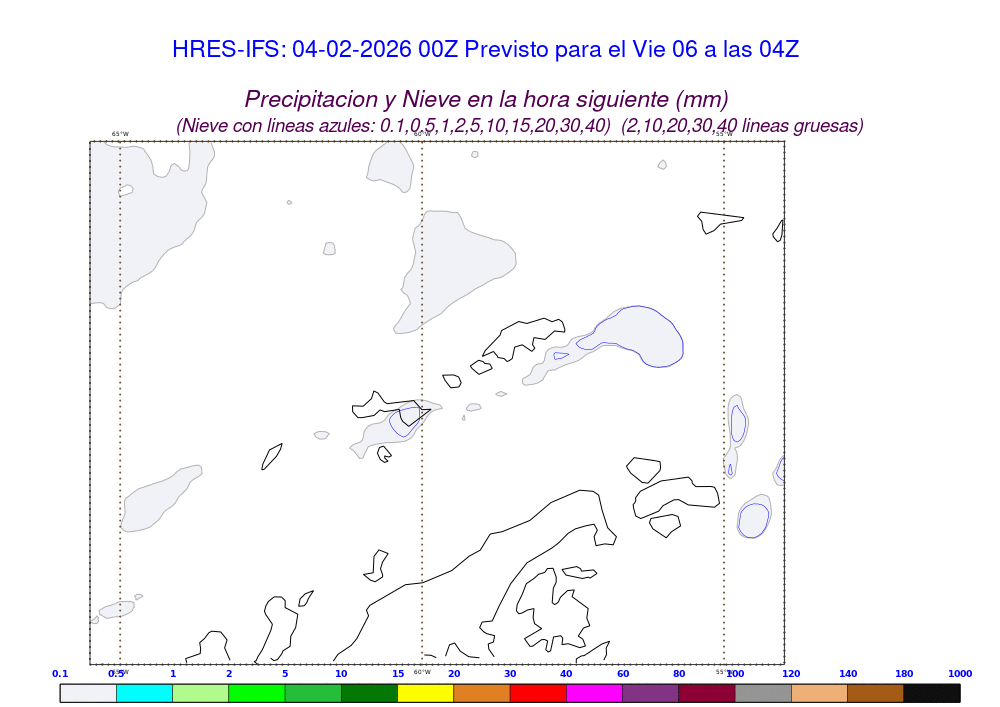 HRES-IFS: 04-02-2026 00Z Previsto para el Vie 06 a las 04Z
Precipitacion y Nieve en la hora siguiente (mm)
(Nieve con lineas azules: 0.1,0.5,1,2,5,10,15,20,30,40)  (2,10,20,30,40 lineas gruesas)
65°W 60°W 55°W
65°W 60°W 55°W
0.1 0.5 1 2 5 10 15 20 30 40 60 80 100 120 140 180 1000